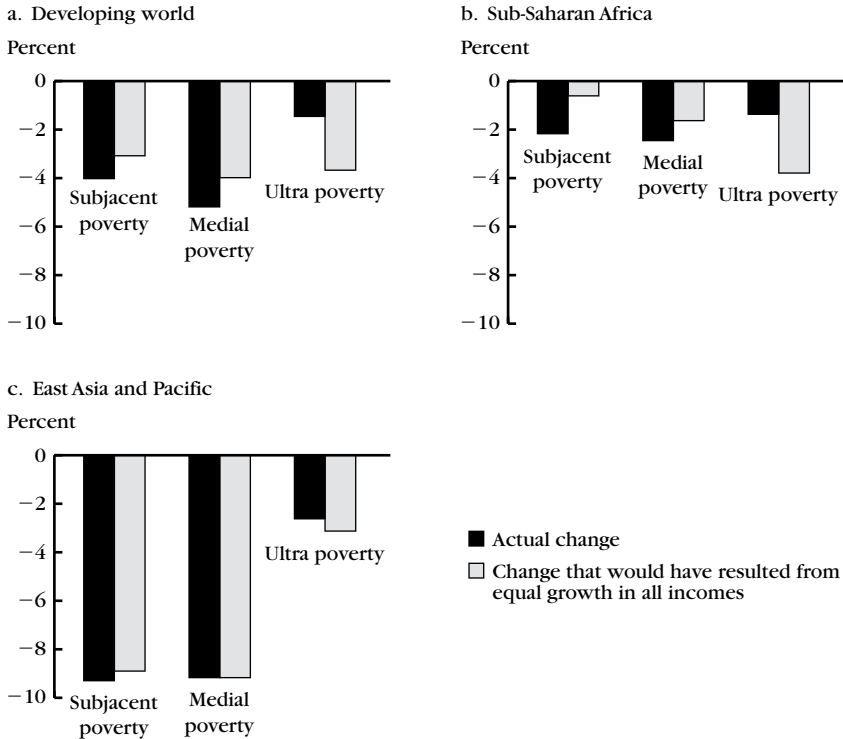 a. Developing world
Percent
0
−2
−4
−6
−8
−10
Subjacent
poverty
Medial
poverty
Ultra poverty
b. Sub-Saharan Africa
Percent
0
−2
−4
−6
−8
−10
Subjacent
poverty
Medial
poverty
Ultra poverty
c. East Asia and Pacific
Percent
0
−2
−4
−6
−8
−10
Subjacent
poverty
Medial
poverty
Ultra poverty
Actual change
Change that would have resulted from
equal growth in all incomes